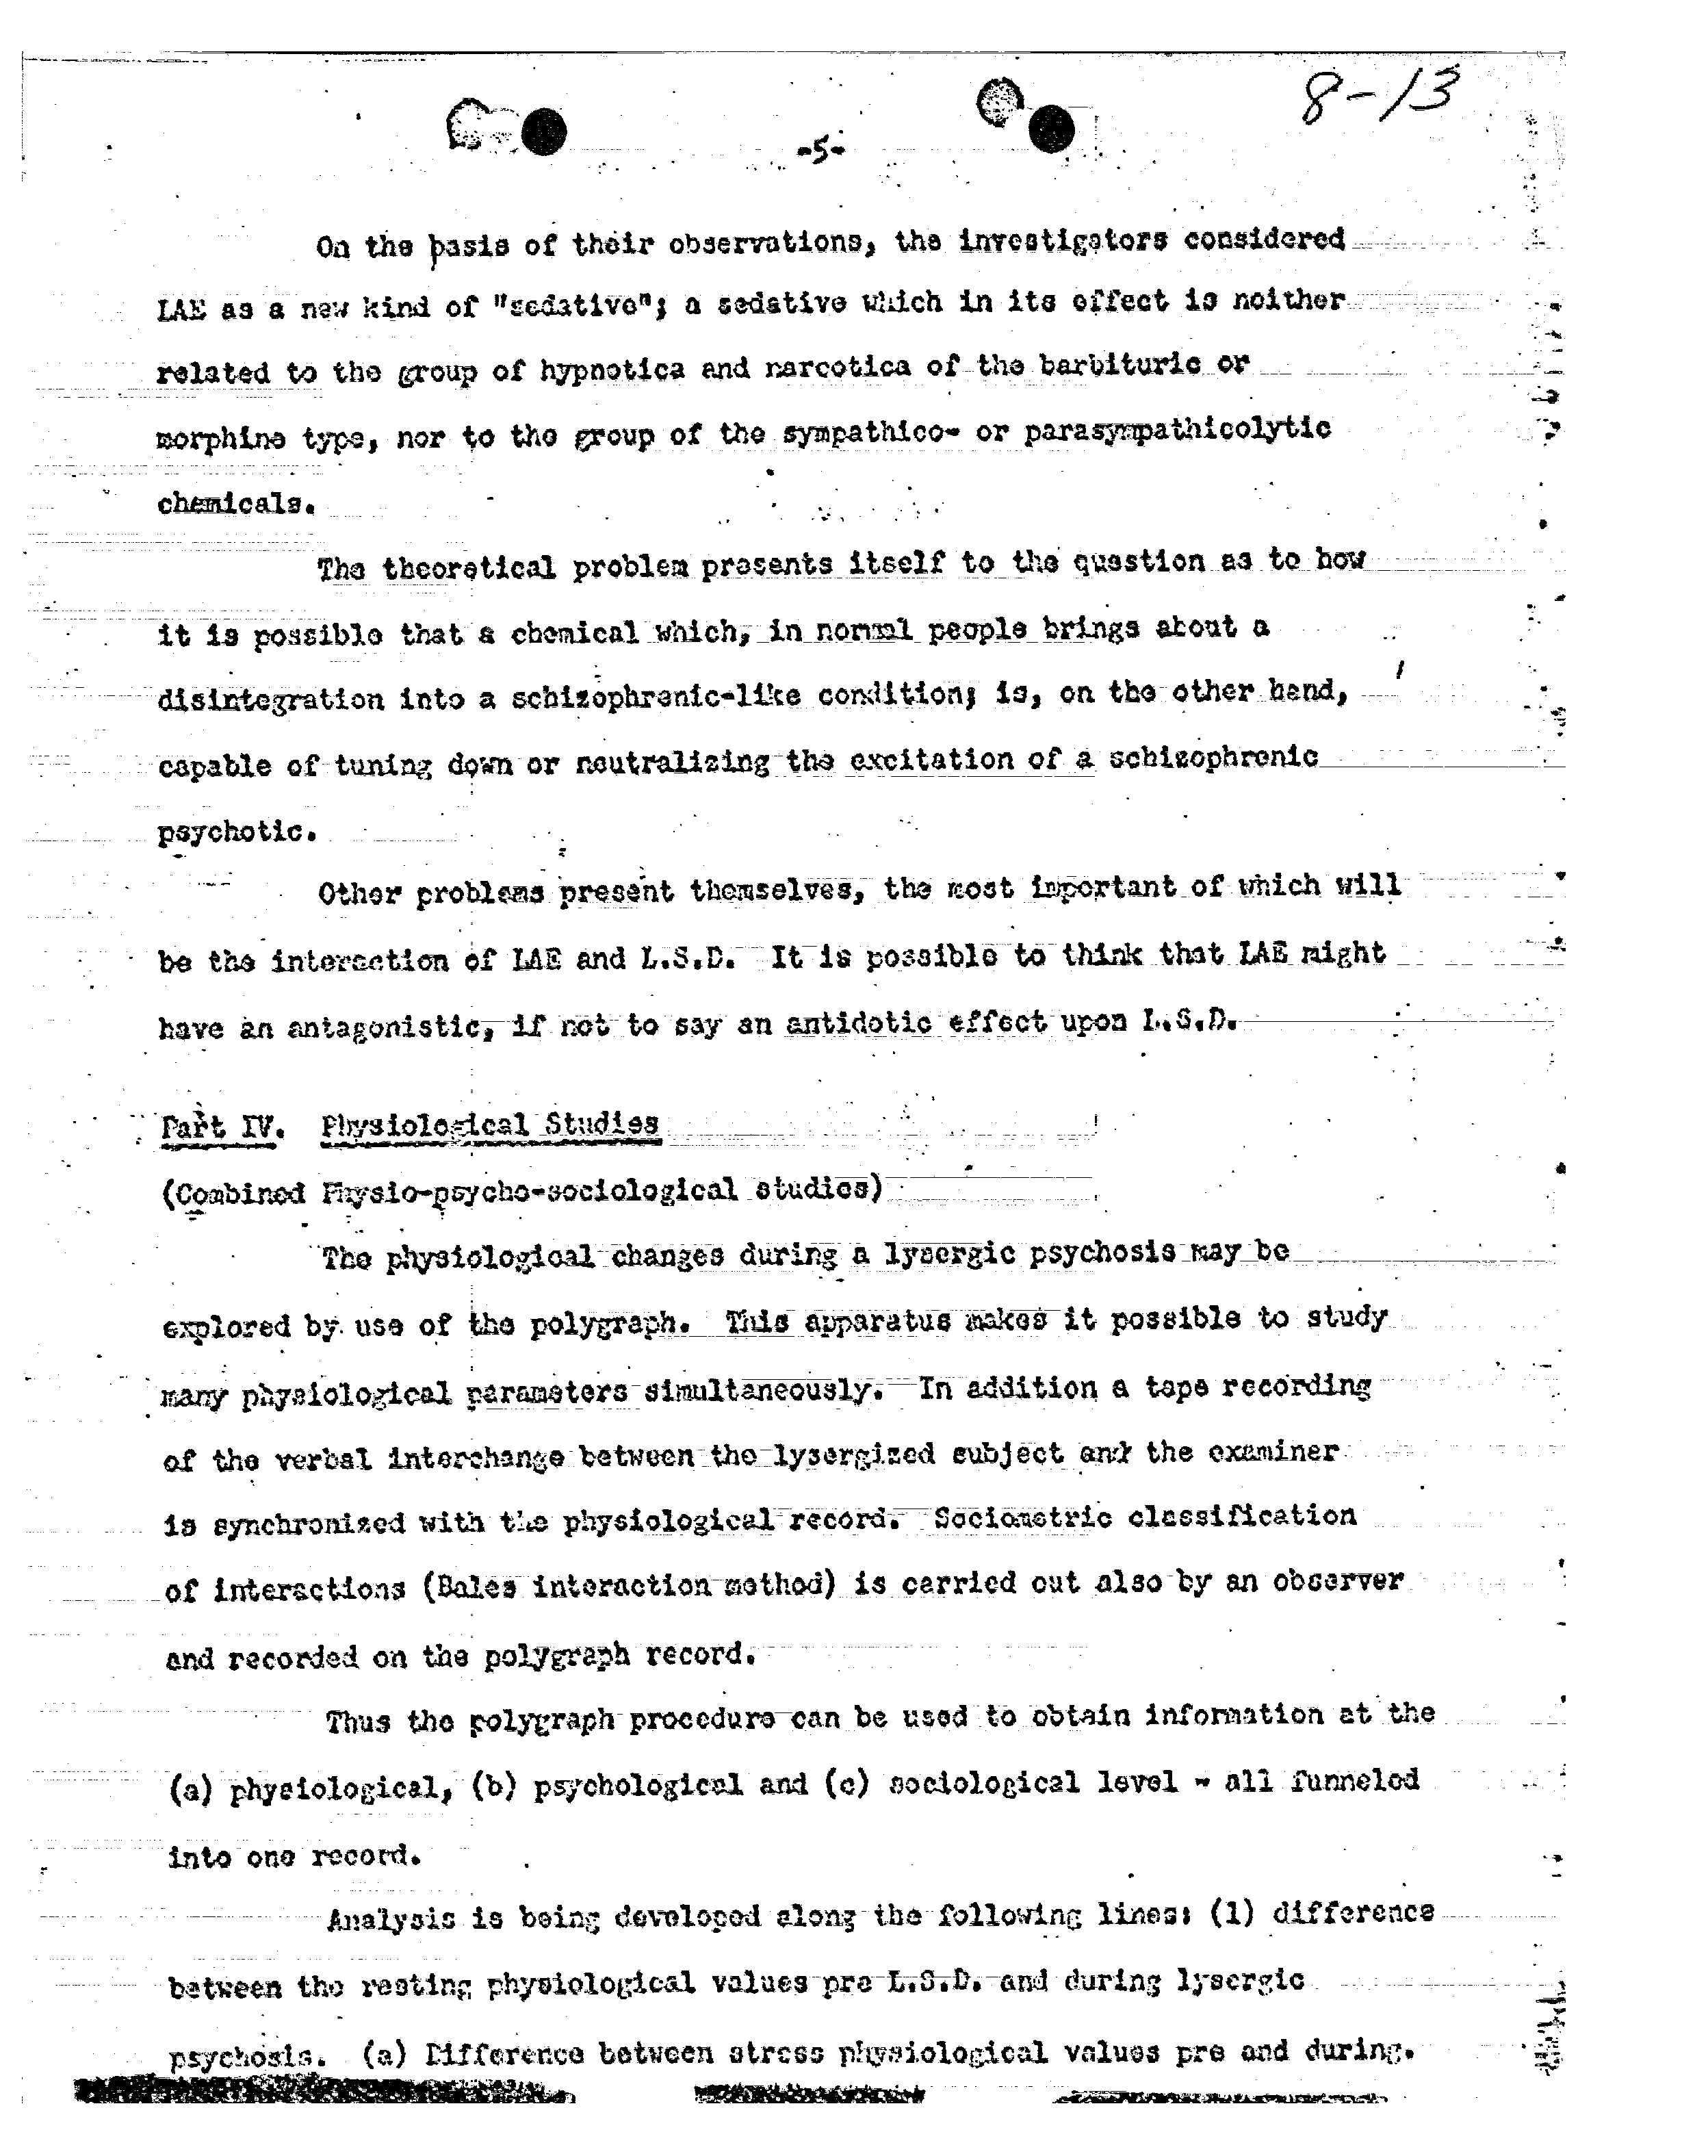 8-13
-5-
On the basis of their observations, the investigators considered
LAE as a new kind of "sedative"; a sedative which in its effect is neither
related to the group of hypnotica and narcotica of the barbituric or
morphine type, nor to the group of the sympathico- or parasympathicolytic
chemicals.
The theoretical problem presents itself to the question as to how
it is possible that a chemical which, in normal people brings about a
disintegration into a schizophrenic-like condition; is, on the other hand,
capable of tuning down or neutralizing the excitation of a schizophrenic
psychotic.
Other problems present themselves, the most important of which will
be the interaction of LAE and L.S.D. It is possible to think that LAE might
have an antagonistic, if not to say an antidotic effect upon L.S.D.
Part IV. Physiological Studies
(Combined Physio-psycho-sociological studies)
The physiological changes during a lysergic psychosis may be
explored by use of the polygraph. This apparatus makes it possible to study
many physiological parameters simultaneously. In addition a tape recording
of the verbal interchange between the lysergized subject and the examiner
is synchronized with the physiological record. Sociometric classification
of interactions (Bales interaction method) is carried out also by an observer
and recorded on the polygraph record.
Thus the polygraph procedure can be used to obtain information at the
(a) physiological, (b) psychological and (c) sociological level - all funneled
into one record.
Analysis is being developed along the following lines: (1) difference
between the resting physiological values pre L.S.D. and during lysergic
psychosis. (a) Difference between stress physiological values pre and during.